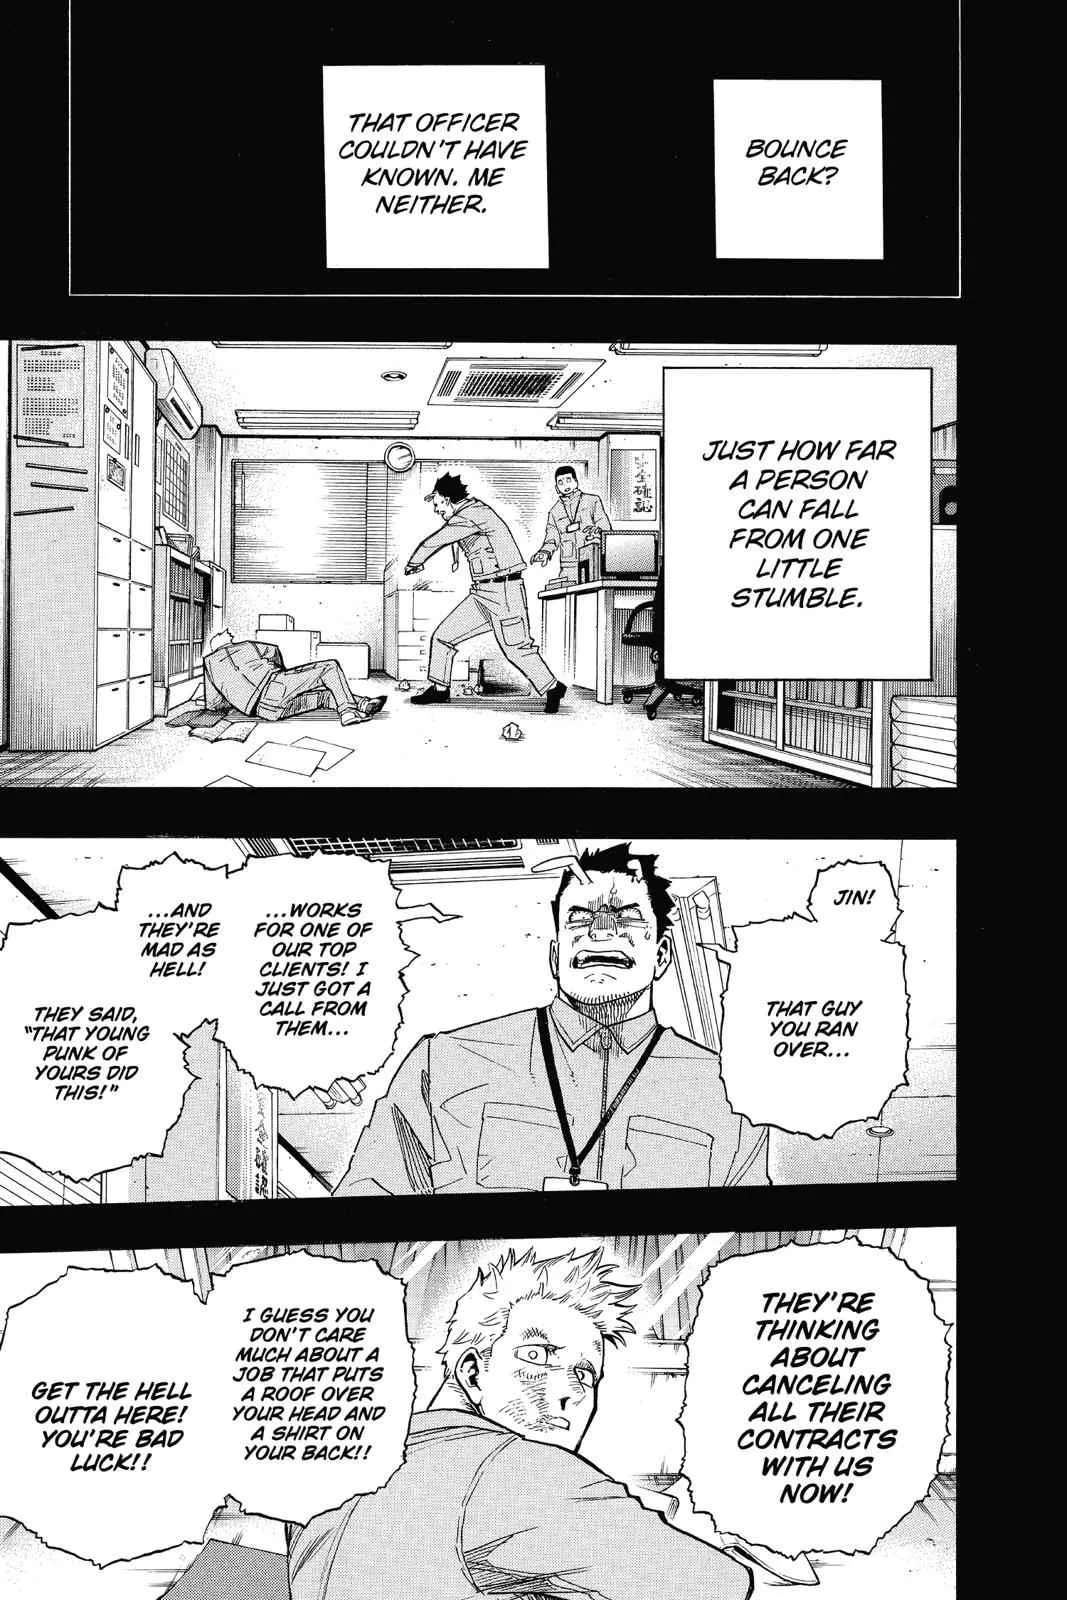 BOUNCE
BACK?
THAT OFFICER
COULDN'T HAVE
KNOWN. ME
NEITHER.
JUST HOW FAR
A PERSON
CAN FALL
FROM ONE
LITTLE
STUMBLE.
JIN!
THAT GUY
YOU RAN
OVER...
...WORKS
FOR ONE OF
OUR TOP
CLIENTS! I
JUST GOT A
CALL FROM
THEM...
...AND
THEY'RE
MAD AS
HELL!
THEY SAID,
"THAT YOUNG
PUNK OF
YOURS DID
THIS!"
THEY'RE
THINKING
ABOUT
CANCELING
ALL THEIR
CONTRACTS
WITH US
NOW!
I GUESS YOU
DON'T CARE
MUCH ABOUT A
JOB THAT PUTS
A ROOF OVER
YOUR HEAD AND
A SHIRT ON
YOUR BACK!!
GET THE HELL
OUTTA HERE!
YOU'RE BAD
LUCK!!